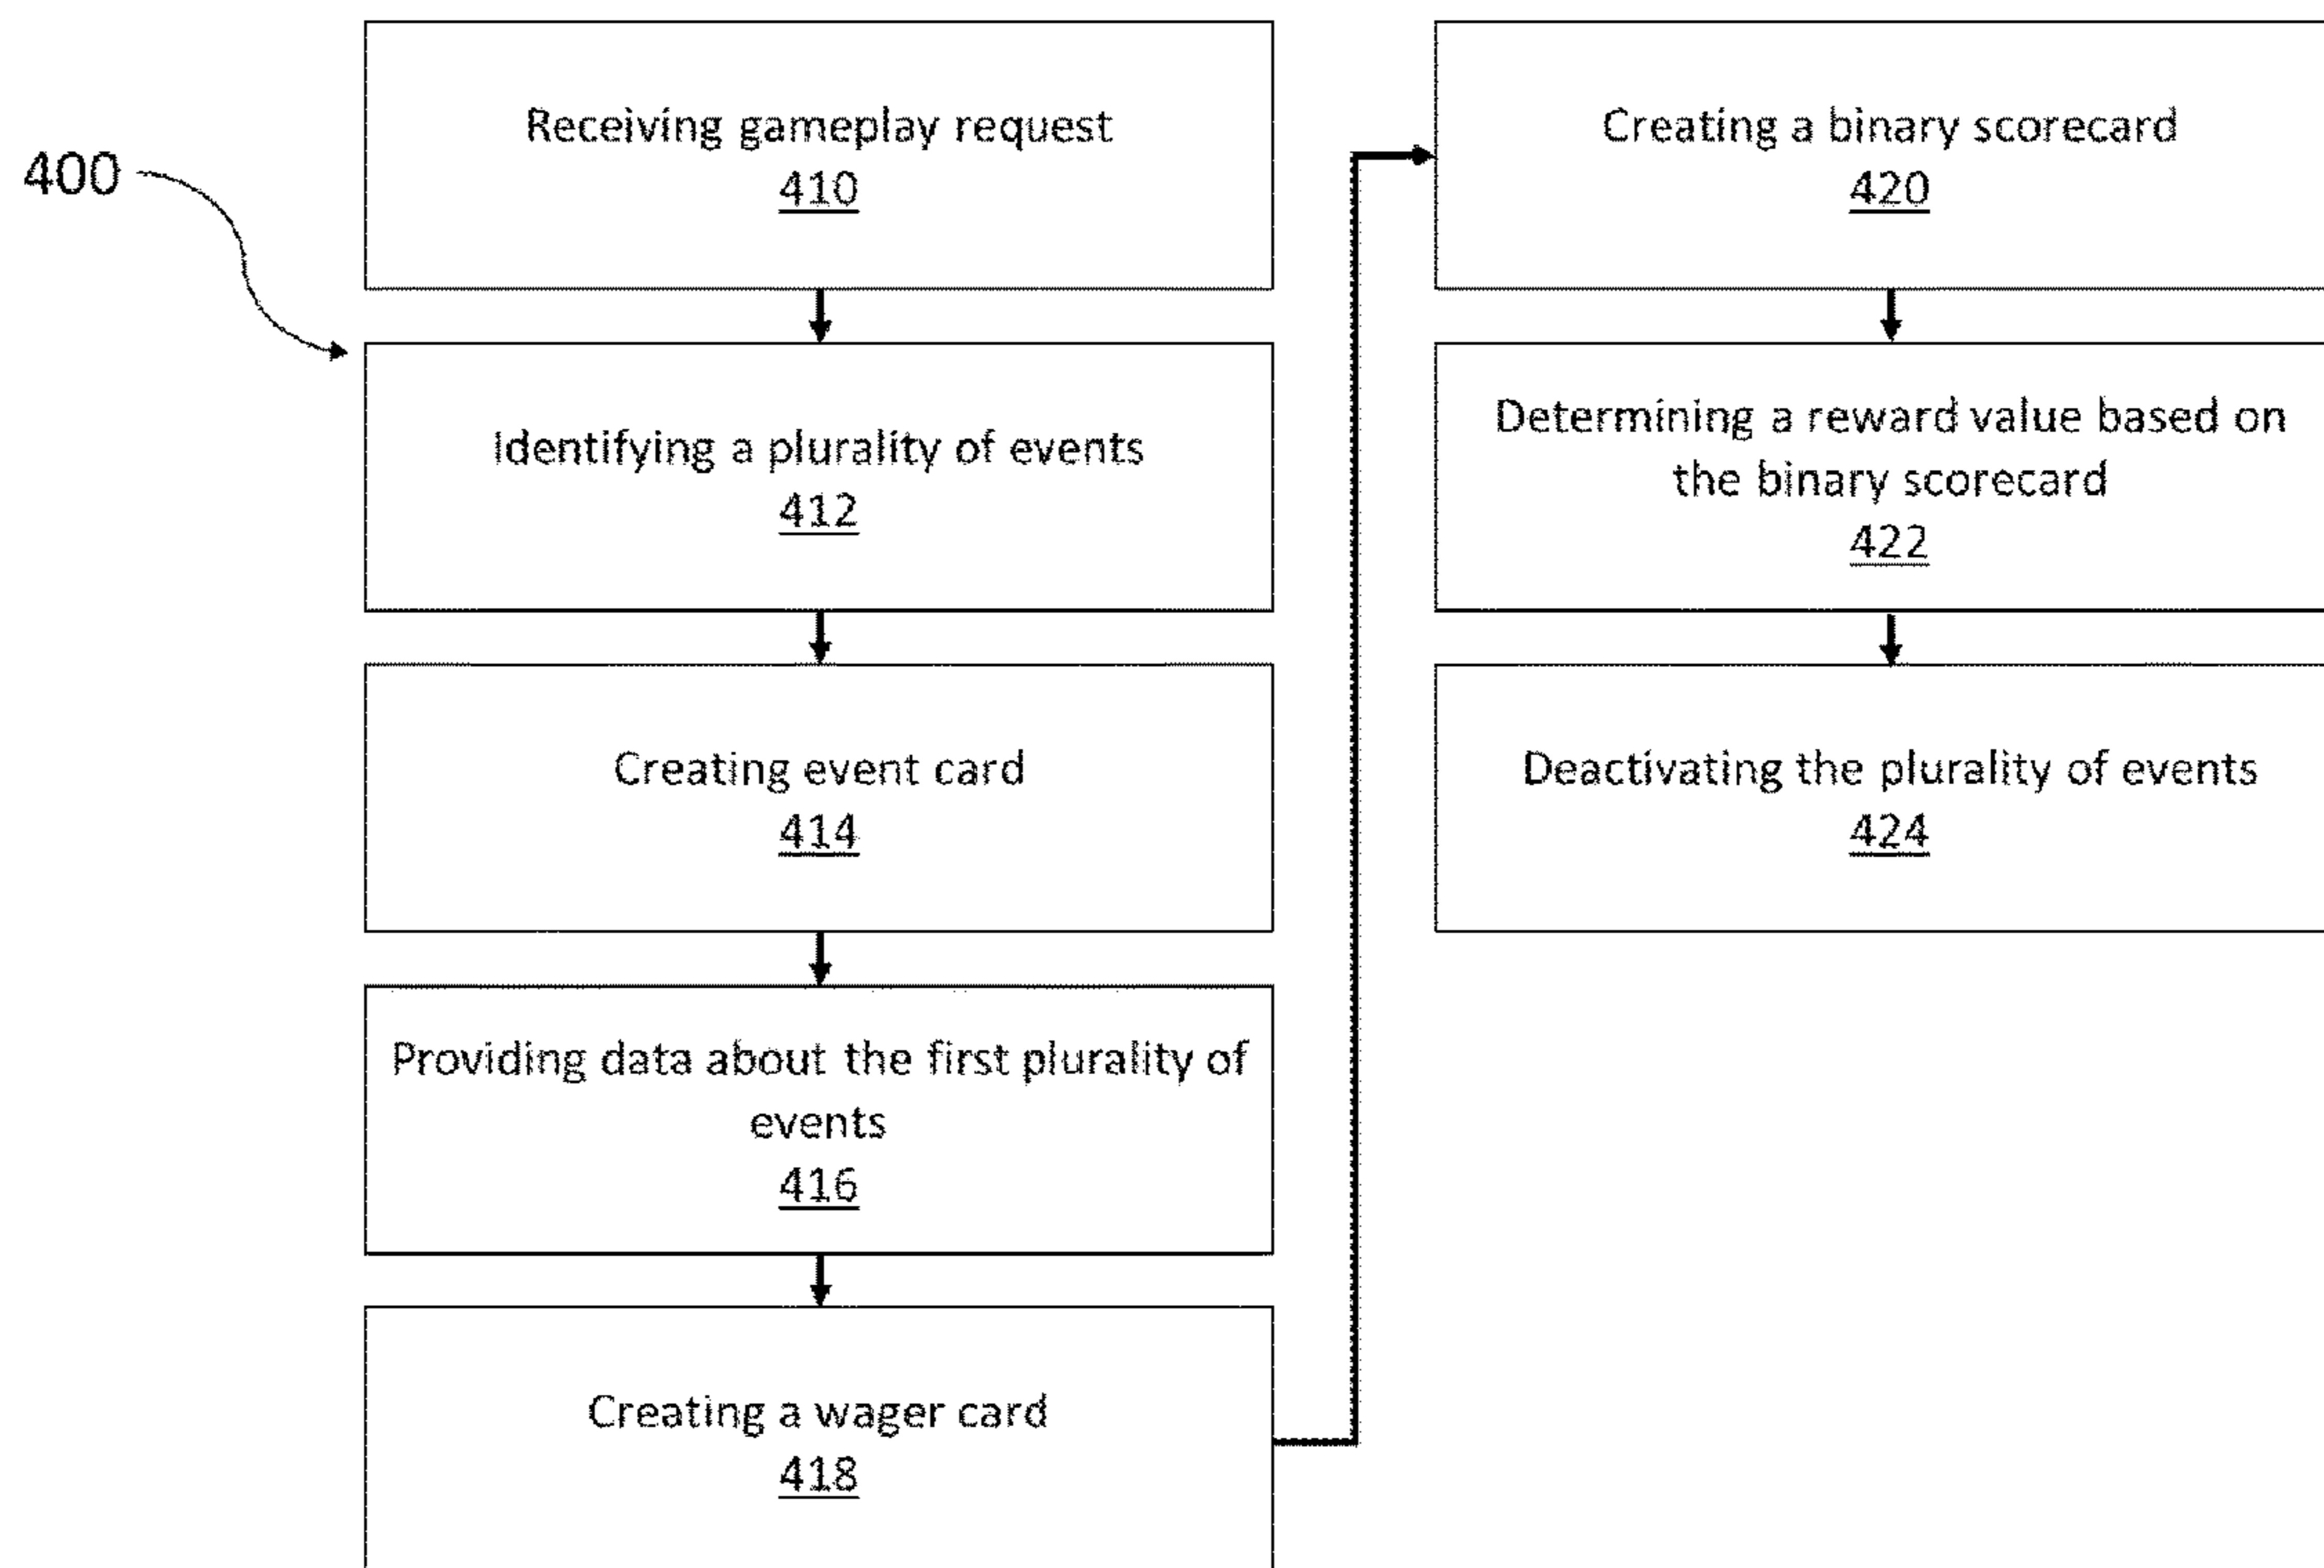 400
Receiving gameplay request
410
Identifying a plurality of events
412
Creating event card
414
Providing data about the first plurality of
events
416
Creating a wager card
418
Creating a binary scorecard
420
Determining a reward value based on
the binary scorecard
422
Deactivating the plurality of events
424